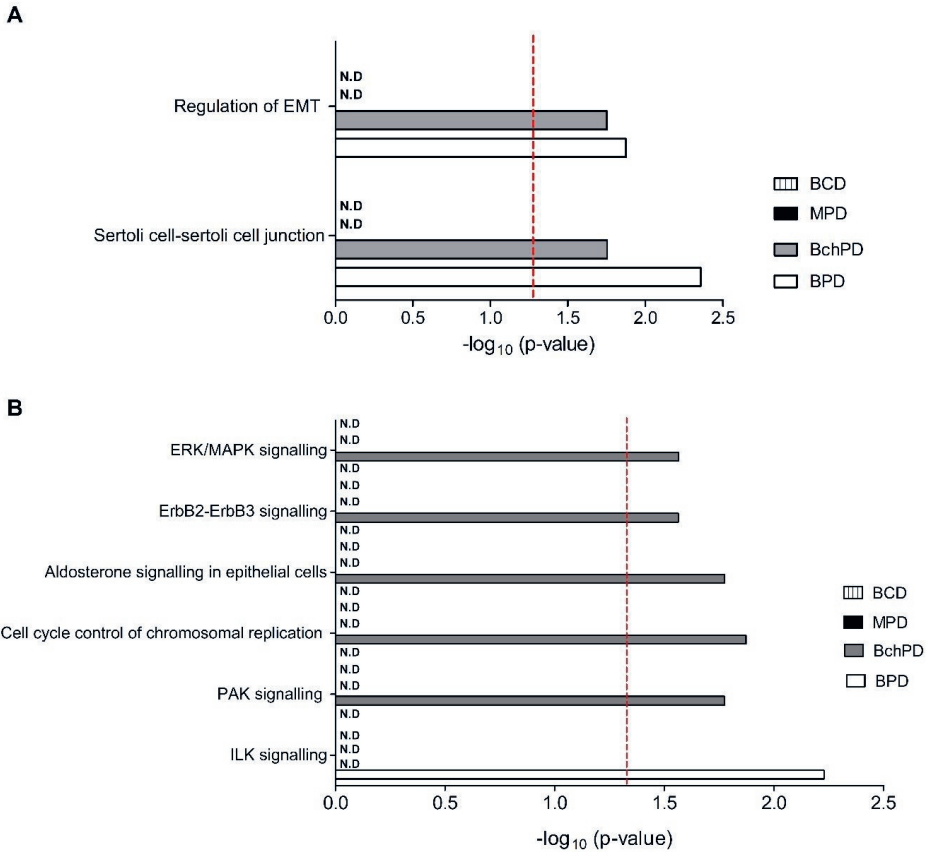 A
N.D
N.D
Regulation of EMT
N.D
N.D
Sertoli cell-sertoli cell junction
0.0 0.5 1.0 1.5 2.0 2.5
-log10 (p-value)
BCD
MPD
BchPD
BPD
B
N.D
N.D
ERK/MAPK signalling
N.D
N.D
N.D
ErbB2-ErbB3 signalling
N.D
N.D
N.D
Aldosterone signalling in epithelial cells
N.D
N.D
N.D
Cell cycle control of chromosomal replication
N.D
N.D
N.D
PAK signalling
N.D
N.D
N.D
ILK signalling
N.D
0.0 0.5 1.0 1.5 2.0 2.5
-log10 (p-value)
BCD
MPD
BchPD
BPD